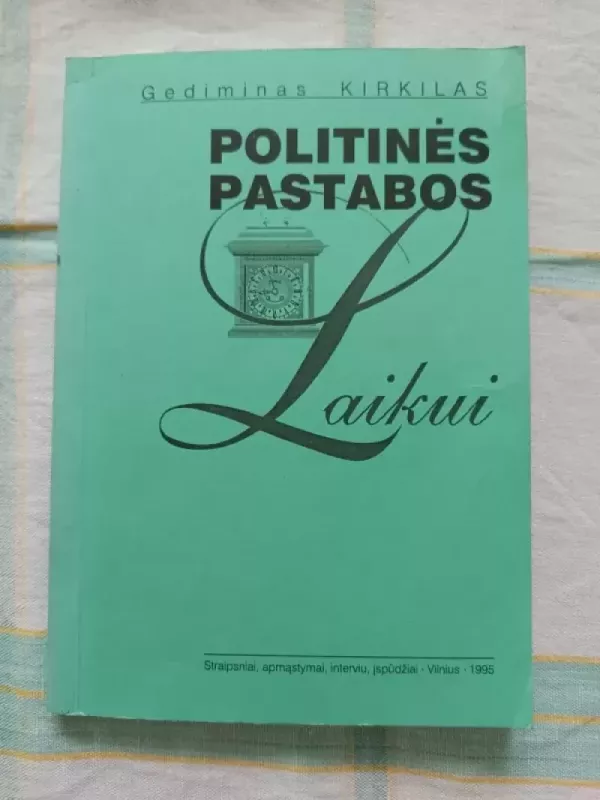 Gediminas KIRKILAS
POLITINĖS
PASTABOS
Laikui
Straipsniai, apmąstymai, interviu, įspūdžiai · Vilnius · 1995